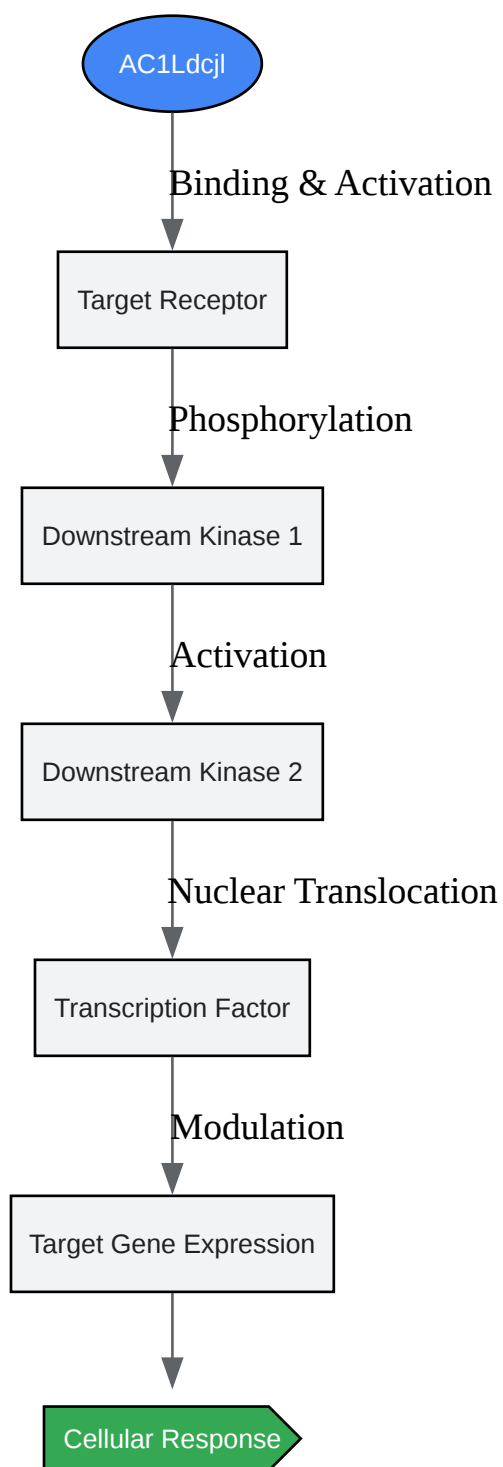 AC1Ldcjl
Binding & Activation
Target Receptor
Phosphorylation
Downstream Kinase 1
Activation
Downstream Kinase 2
Nuclear Translocation
Transcription Factor
Modulation
Target Gene Expression
Cellular Response